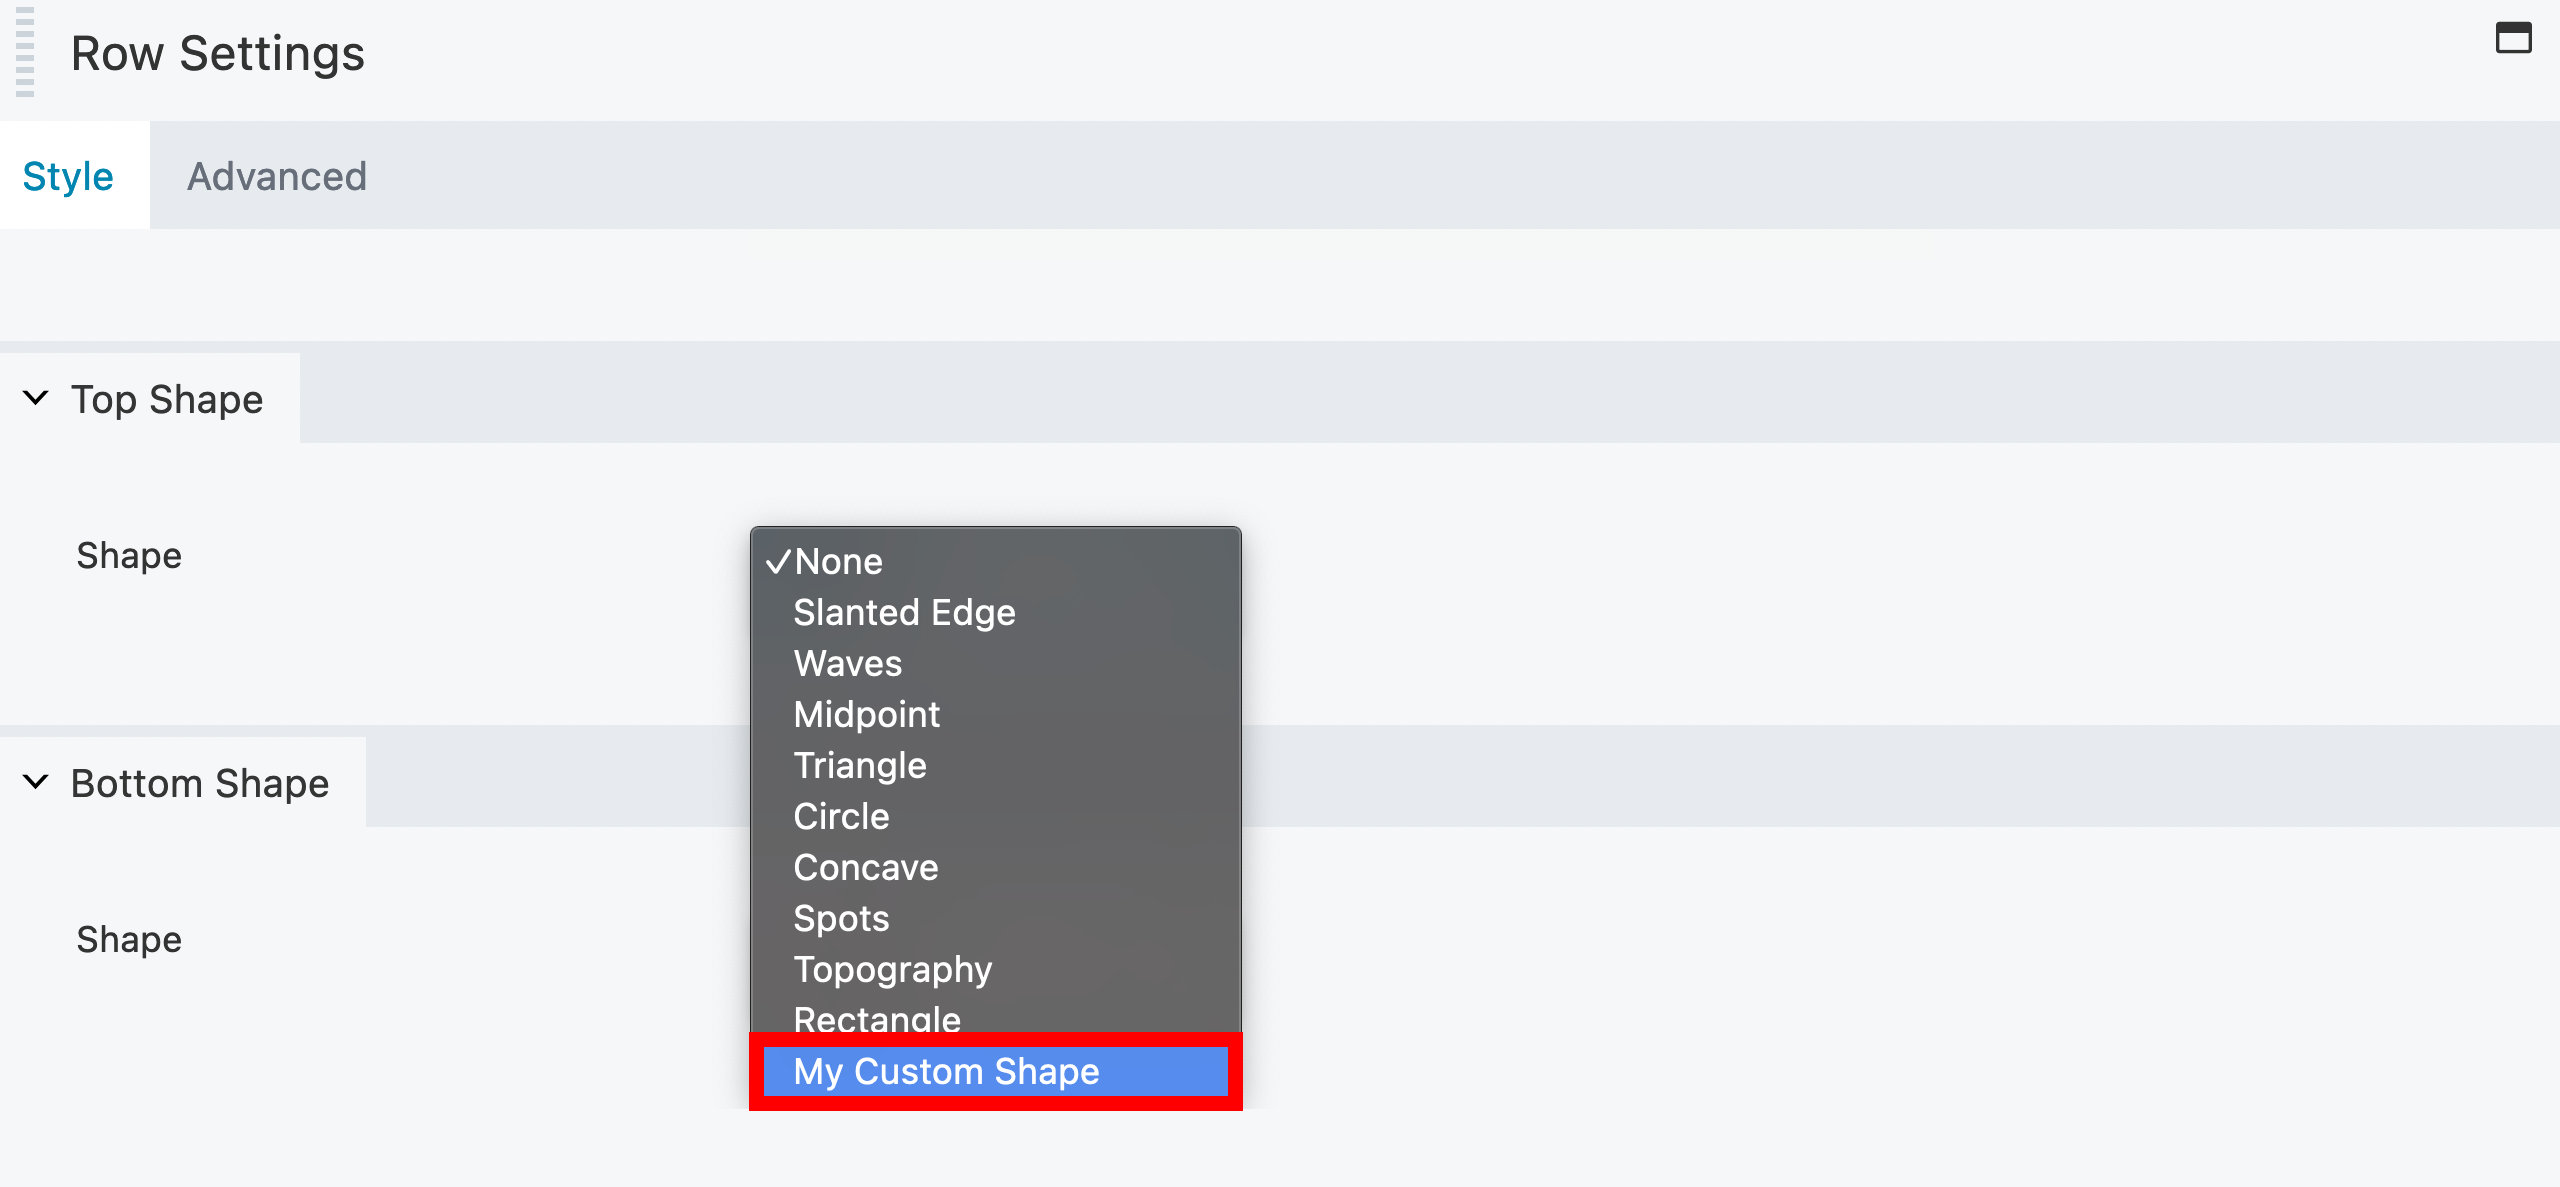 Row Settings
Style Advanced
Top Shape
Shape
✓None
Slanted Edge
Waves
Midpoint
Triangle
Circle
Concave
Spots
Topography
Rectangle
My Custom Shape
Bottom Shape
Shape